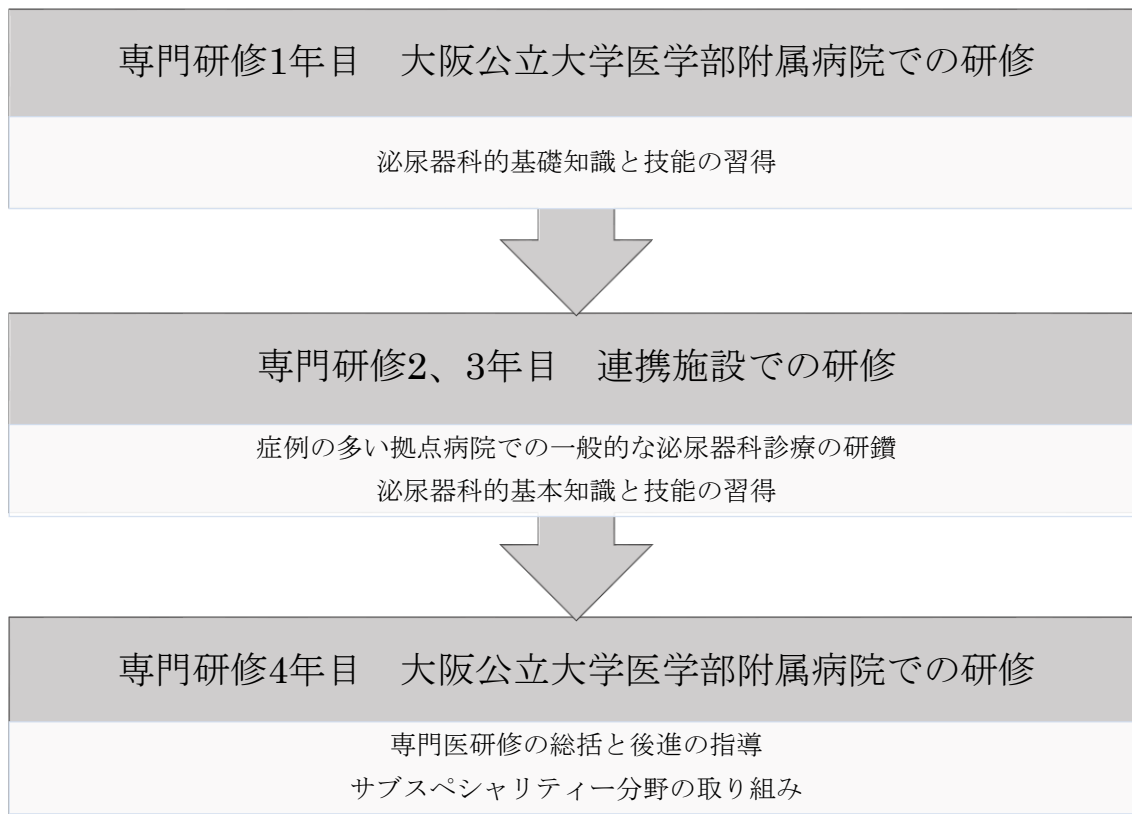 専門研修1年目　大阪公立大学医学部附属病院での研修
泌尿器科的基礎知識と技能の習得
専門研修2、3年目　連携施設での研修
症例の多い拠点病院での一般的な泌尿器科診療の研鑽
泌尿器科的基本知識と技能の習得
専門研修4年目　大阪公立大学医学部附属病院での研修
専門医研修の総括と後進の指導
サブスペシャリティー分野の取り組み